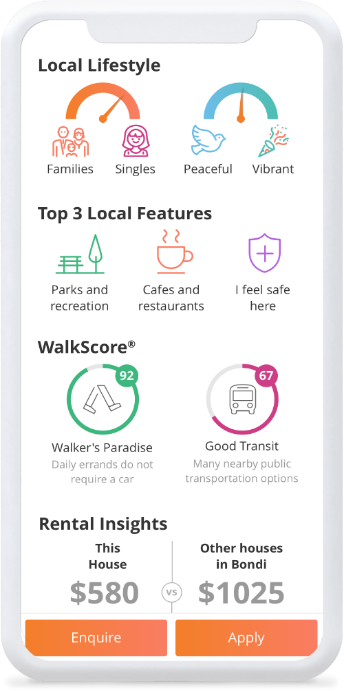 Local Lifestyle
Families Singles Peaceful Vibrant
Top 3 Local Features
Parks and recreation
Cafes and restaurants
I feel safe here
WalkScore®
92
Walker's Paradise
Daily errands do not
require a car
67
Good Transit
Many nearby public
transportation options
Rental Insights
This
House
$580
vs
Other houses
in Bondi
$1025
Enquire
Apply